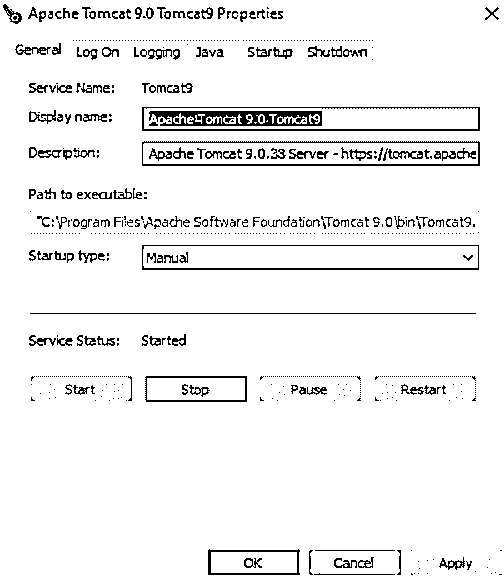 Apache Tomcat 9.0 Tomcat9 Properties
General Log On Logging Java Startup Shutdown
Service Name: Tomcat9
Display name: Apache Tomcat 9.0 Tomcat9
Description: Apache Tomcat 9.0.38 Server - https://tomcat.apache
Path to executable:
"C:\Program Files\Apache Software Foundation\Tomcat 9.0\bin\Tomcat9.
Startup type: Manual
Service Status: Started
Start Stop Pause Restart
OK Cancel Apply